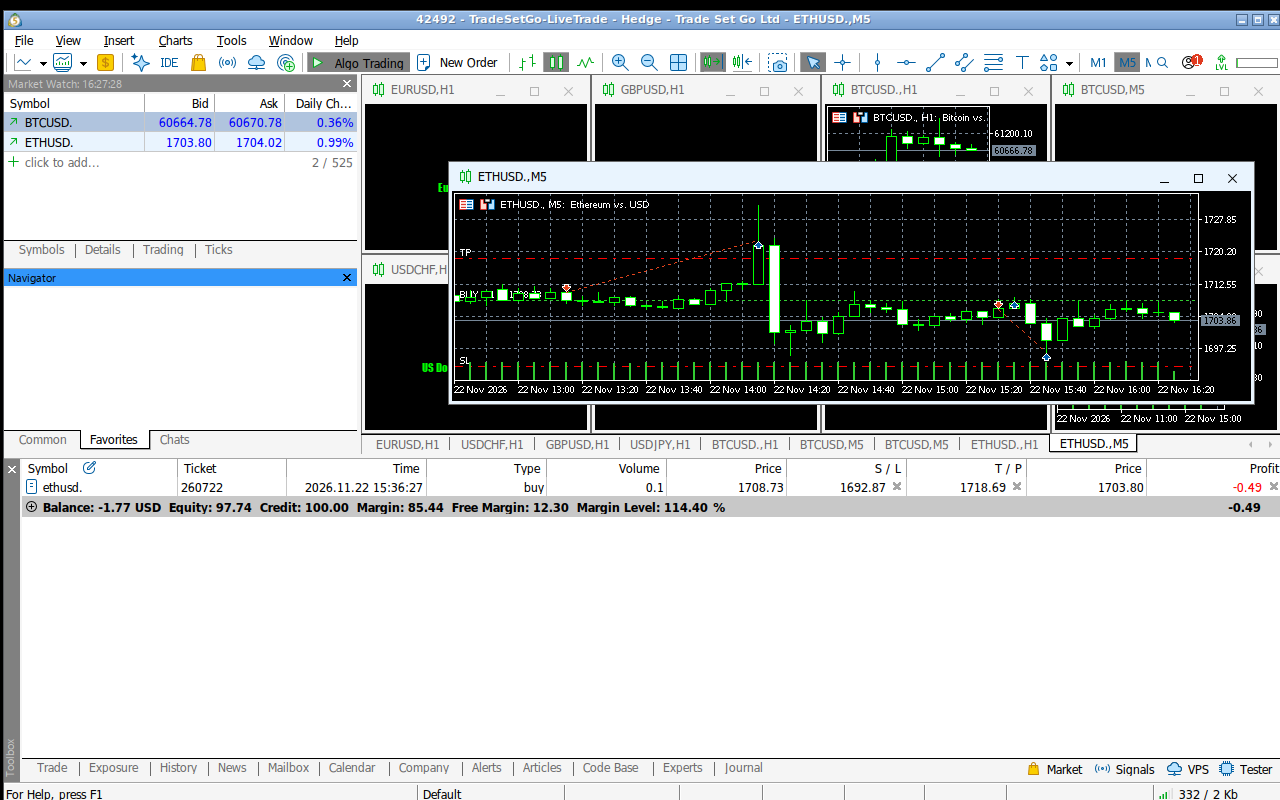 42492 - TradeSetGo-LiveTrade - Hedge - Trade Set Go Ltd - ETHUSD.,M5
File View Insert Charts Tools Window Help
IDE Algo Trading New Order M1 M5
Market Watch: 16:27:28
Symbol Bid Ask Daily Ch...
BTCUSD. 60664.78 60670.78 0.36%
ETHUSD. 1703.80 1704.02 0.99%
click to add... 2 / 525
Symbols Details Trading Ticks
Navigator
Common Favorites Chats
EURUSD,H1
GBPUSD,H1
BTCUSD.,H1
BTCUSD,M5
BTCUSD., H1: Bitcoin vs.
61200.10
60666.78
USDCHF,H
US Do
ETHUSD.,M5
ETHUSD., M5: Ethereum vs. USD
TP
SL
1727.85
1720.20
1712.55
1703.86
1697.25
22 Nov 2026 22 Nov 13:00 22 Nov 13:20 22 Nov 13:40 22 Nov 14:00 22 Nov 14:20 22 Nov 14:40 22 Nov 15:00 22 Nov 15:20 22 Nov 15:40 22 Nov 16:00 22 Nov 16:20
22 Nov 2026 22 Nov 11:00 22 Nov 15:00
EURUSD,H1 USDCHF,H1 GBPUSD,H1 USDJPY,H1 BTCUSD.,H1 BTCUSD,M5 BTCUSD,M5 ETHUSD.,H1 ETHUSD.,M5
Symbol Ticket Time Type Volume Price S / L T / P Price Profit
ethusd. 260722 2026.11.22 15:36:27 buy 0.1 1708.73 1692.87 1718.69 1703.80 -0.49
Balance: -1.77 USD Equity: 97.74 Credit: 100.00 Margin: 85.44 Free Margin: 12.30 Margin Level: 114.40 % -0.49
Toolbox
Trade Exposure History News Mailbox Calendar Company Alerts Articles Code Base Experts Journal
Market Signals VPS Tester
For Help, press F1 Default 332 / 2 Kb